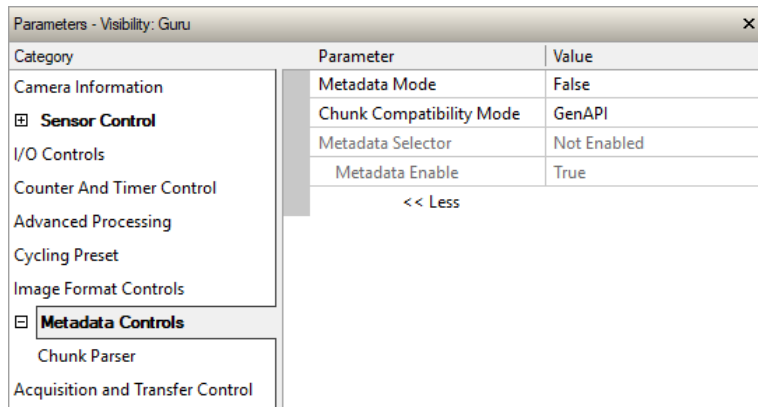 Parameters - Visibility: Guru ×
Category
Camera Information
Sensor Control
I/O Controls
Counter And Timer Control
Advanced Processing
Cycling Preset
Image Format Controls
Metadata Controls
Chunk Parser
Acquisition and Transfer Control
Parameter Value
Metadata Mode False
Chunk Compatibility Mode GenAPI
Metadata Selector Not Enabled
Metadata Enable True
<< Less